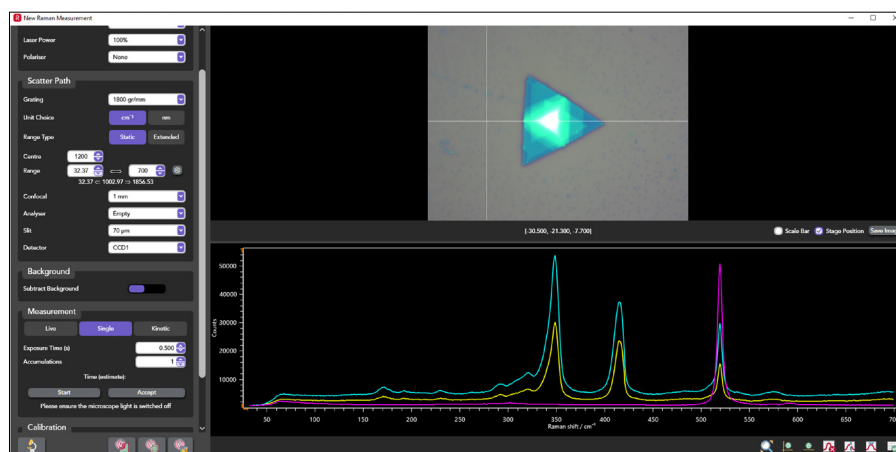 New Raman Measurement
Laser Power 100%
Polariser None
Scatter Path
Grating 1800 gr/mm
Unit Choice cm⁻¹ nm
Range Type Static Extended
Centre 1200
Range 32.37 700
32.37 ⇐ 1002.97 ⇒ 1856.53
Confocal 1 mm
Analyser Empty
Slit 70 µm
Detector CCD1
Background
Subtract Background
Measurement
Live Single Kinetic
Exposure Time (s) 0.500
Accumulations 1
Time (estimate):
Start Accept
Please ensure the microscope light is switched off
Calibration
[-30.500, -21.300, -7.700]
Scale Bar Stage Position Save Imag
50000
40000
30000
20000
10000
Counts
50 100 150 200 250 300 350 400 450 500 550 600 650 70
Raman shift / cm⁻¹